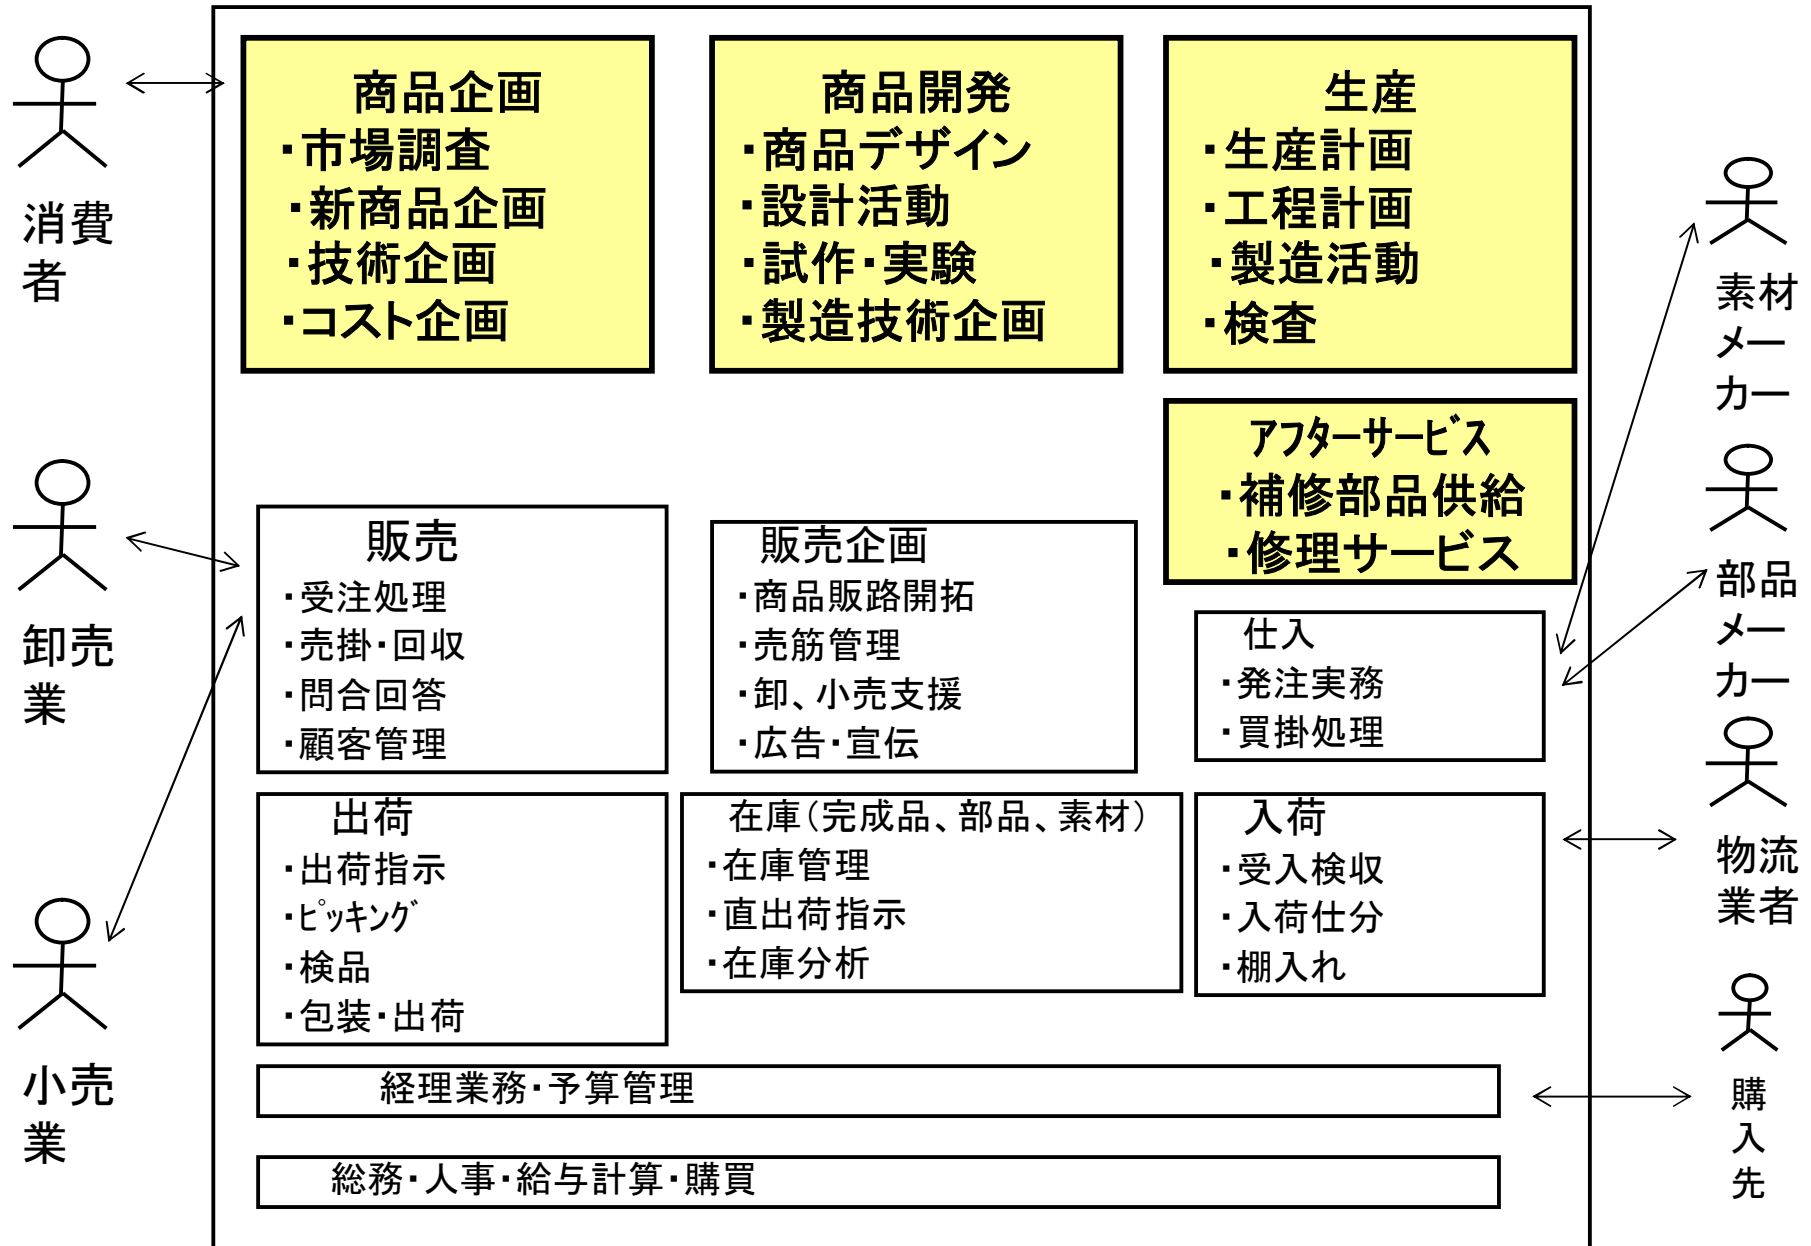 消費
者
卸売
業
小売
業
商品企画
・市場調査
・新商品企画
・技術企画
・コスト企画
商品開発
・商品デザイン
・設計活動
・試作・実験
・製造技術企画
生産
・生産計画
・工程計画
・製造活動
・検査
アフターサービス
・補修部品供給
・修理サービス
販売
・受注処理
・売掛・回収
・問合回答
・顧客管理
販売企画
・商品販路開拓
・売筋管理
・卸、小売支援
・広告・宣伝
仕入
・発注実務
・買掛処理
出荷
・出荷指示
・ピッキング
・検品
・包装・出荷
在庫（完成品、部品、素材）
・在庫管理
・直出荷指示
・在庫分析
入荷
・受入検収
・入荷仕分
・棚入れ
経理業務・予算管理
総務・人事・給与計算・購買
素材
メー
カー
部品
メー
カー
物流
業者
購
入
先